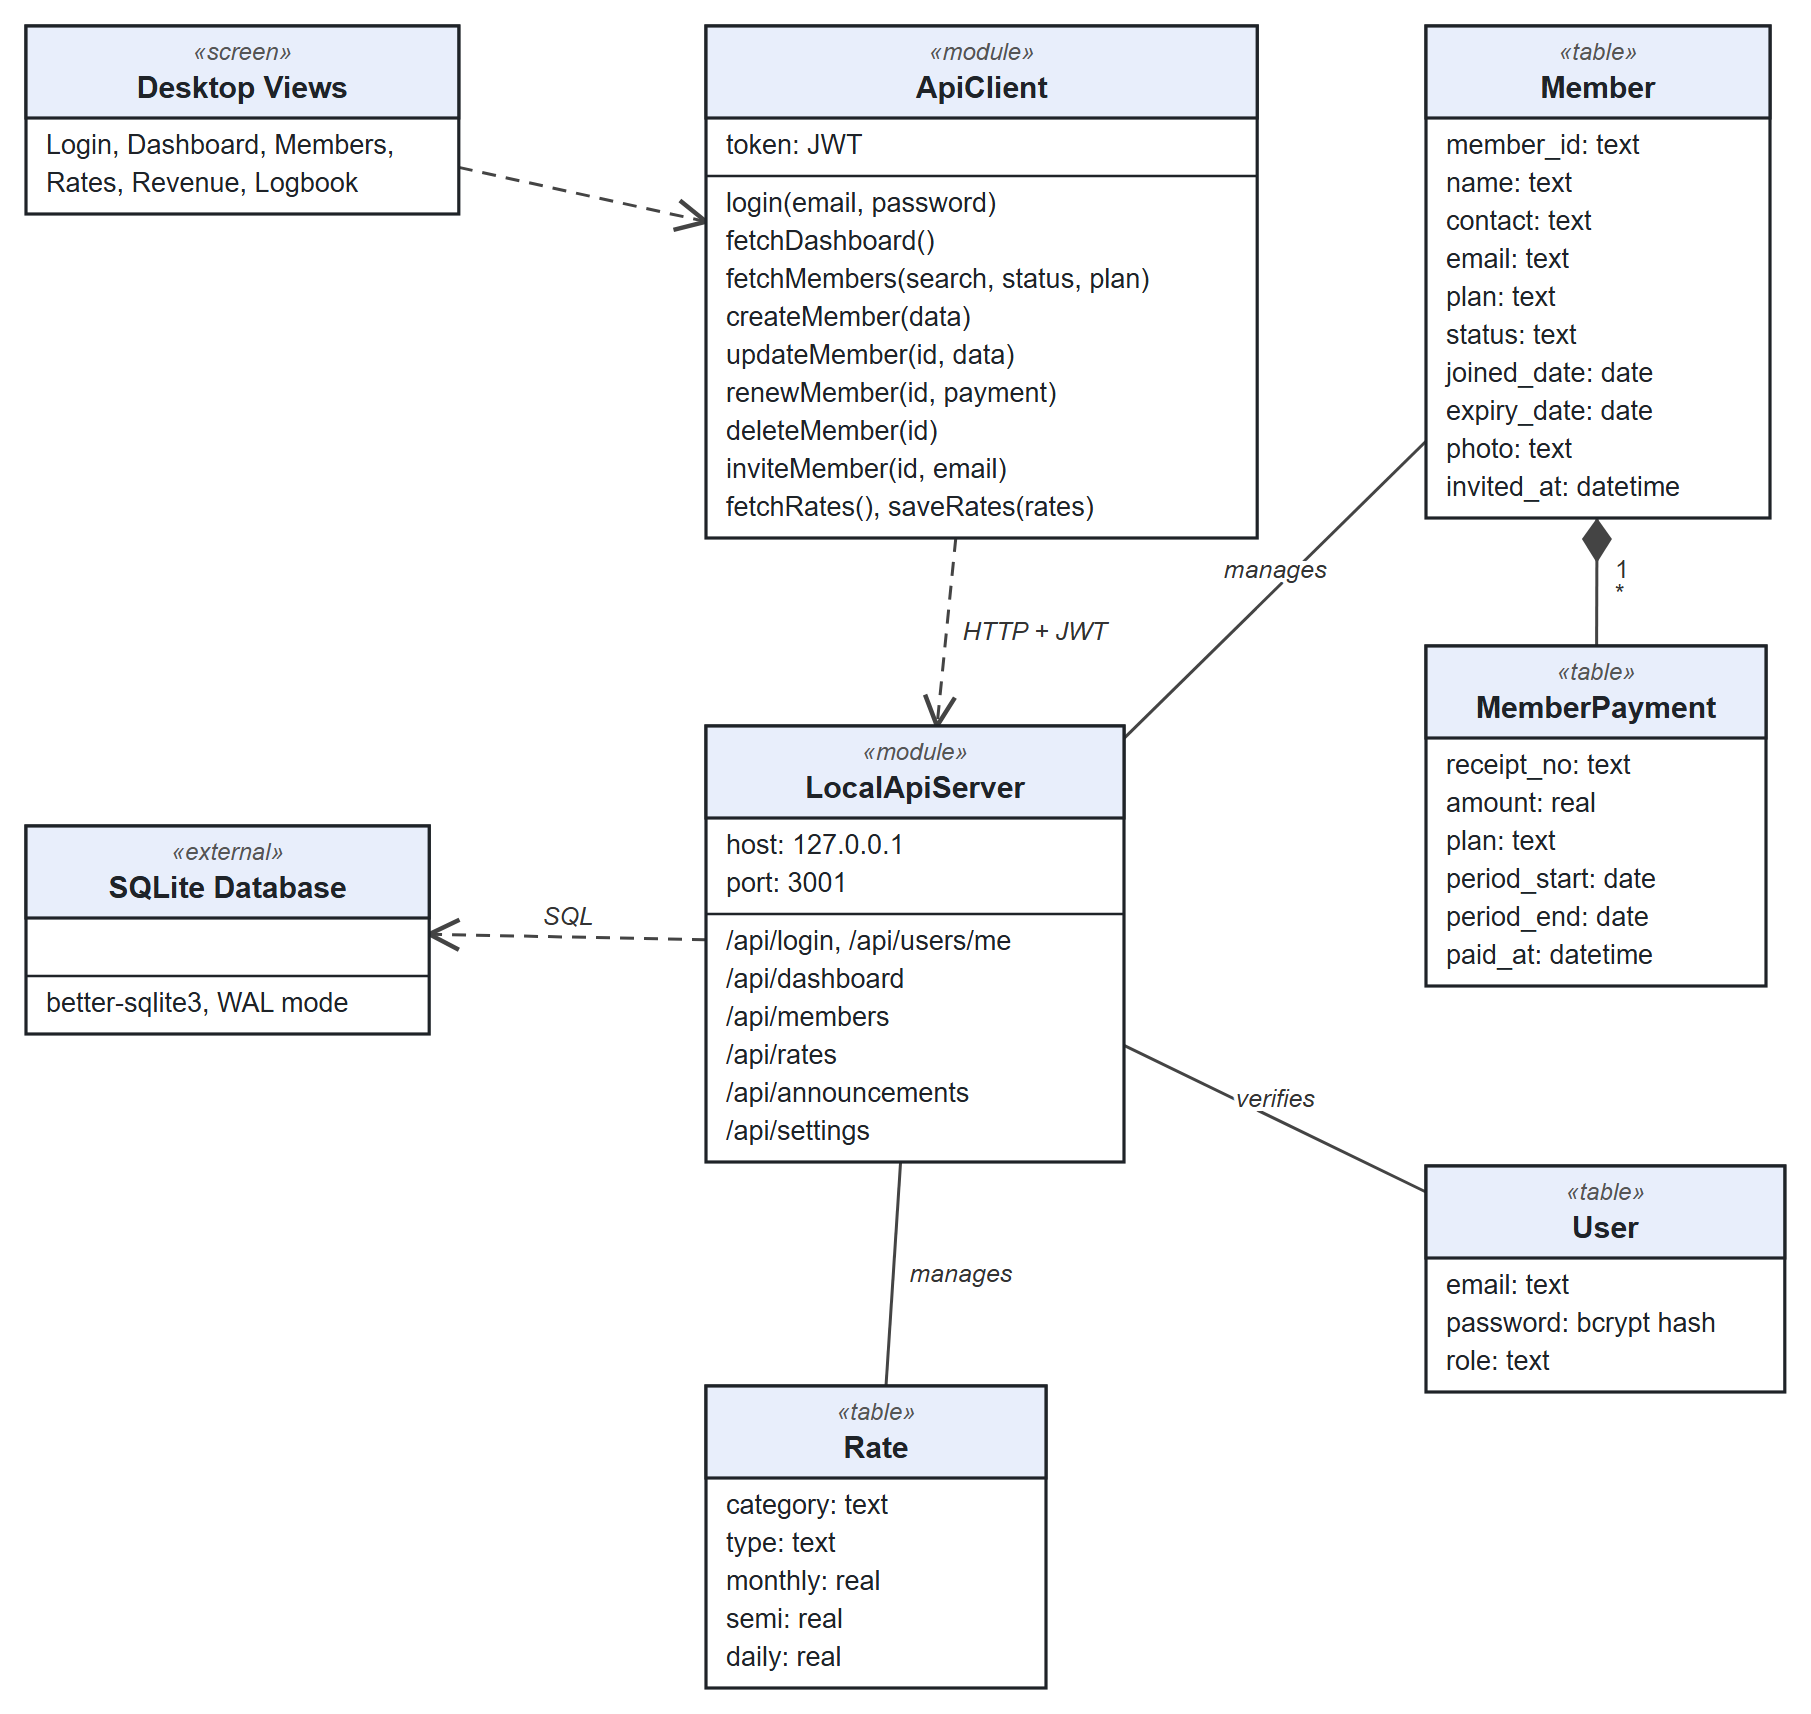 «screen»
Desktop Views
Login, Dashboard, Members,
Rates, Revenue, Logbook
«module»
ApiClient
token: JWT
login(email, password)
fetchDashboard()
fetchMembers(search, status, plan)
createMember(data)
updateMember(id, data)
renewMember(id, payment)
deleteMember(id)
inviteMember(id, email)
fetchRates(), saveRates(rates)
«table»
Member
member_id: text
name: text
contact: text
email: text
plan: text
status: text
joined_date: date
expiry_date: date
photo: text
invited_at: datetime
manages
1
*
HTTP + JWT
«table»
MemberPayment
receipt_no: text
amount: real
plan: text
period_start: date
period_end: date
paid_at: datetime
«module»
LocalApiServer
host: 127.0.0.1
port: 3001
/api/login, /api/users/me
/api/dashboard
/api/members
/api/rates
/api/announcements
/api/settings
«external»
SQLite Database
better-sqlite3, WAL mode
SQL
verifies
«table»
User
email: text
password: bcrypt hash
role: text
manages
«table»
Rate
category: text
type: text
monthly: real
semi: real
daily: real